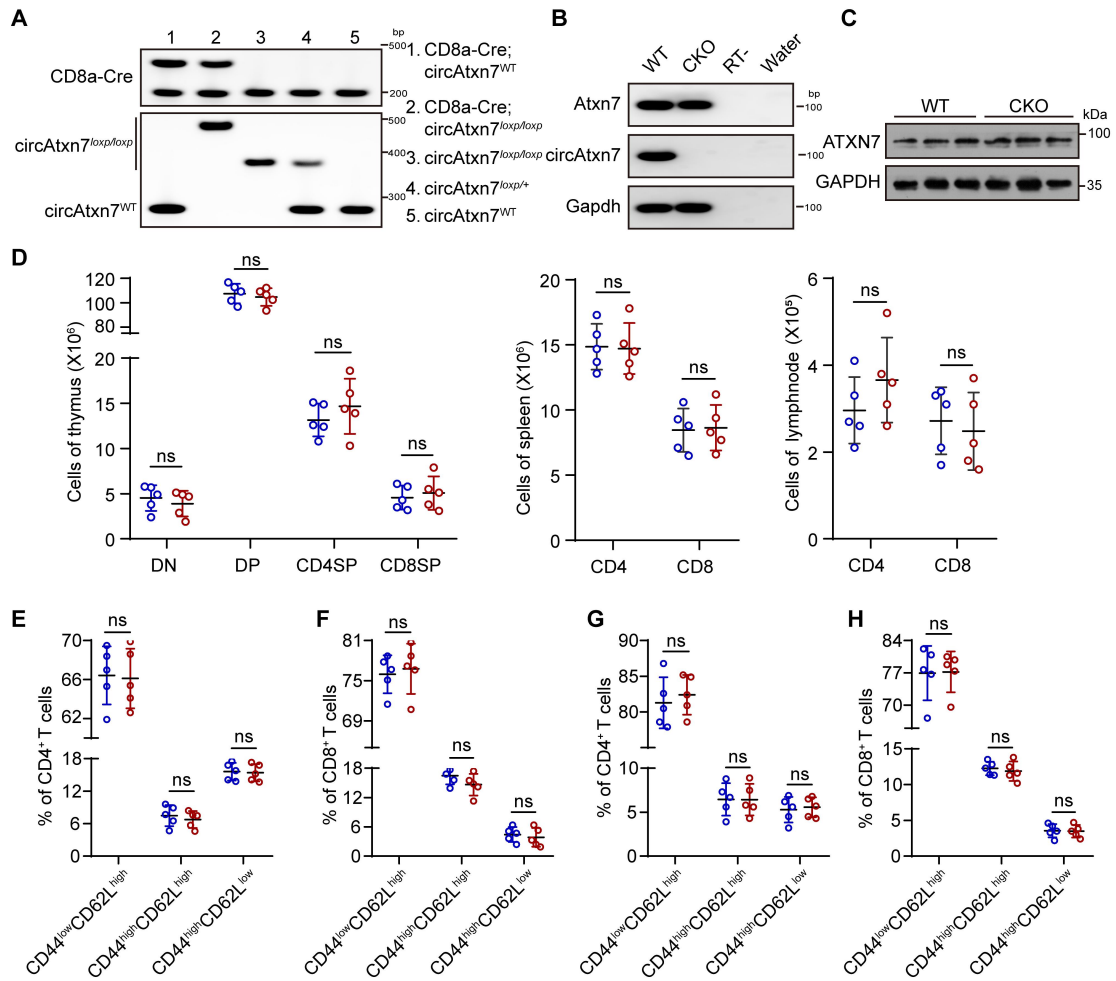 A
1 2 3 4 5
bp
CD8a-Cre
500
200
circAtxn7loxp/loxp
500
400
circAtxn7WT
300
1. CD8a-Cre;
circAtxn7WT
2. CD8a-Cre;
circAtxn7loxp/loxp
3. circAtxn7loxp/loxp
4. circAtxn7loxp/+
5. circAtxn7WT
B
WT CKO RT- Water
bp
Atxn7
100
circAtxn7
100
Gapdh
100
C
WT CKO
kDa
ATXN7
100
GAPDH
35
D
Cells of thymus (X10⁶)
120
100
80
20
15
10
5
0
ns
ns
ns
ns
DN DP CD4SP CD8SP
Cells of spleen (X10⁶)
20
15
10
5
0
ns
ns
CD4 CD8
Cells of lymphnode (X10⁵)
6
4
2
0
ns
ns
CD4 CD8
E
% of CD4⁺ T cells
70
66
62
18
12
6
0
ns
ns
ns
CD44lowCD62Lhigh
CD44highCD62Lhigh
CD44highCD62Llow
F
% of CD8⁺ T cells
81
75
69
18
12
6
0
ns
ns
ns
CD44lowCD62Lhigh
CD44highCD62Lhigh
CD44highCD62Llow
G
% of CD4⁺ T cells
90
85
80
10
5
0
ns
ns
ns
CD44lowCD62Lhigh
CD44highCD62Lhigh
CD44highCD62Llow
H
% of CD8⁺ T cells
84
77
70
15
10
5
0
ns
ns
ns
CD44lowCD62Lhigh
CD44highCD62Lhigh
CD44highCD62Llow